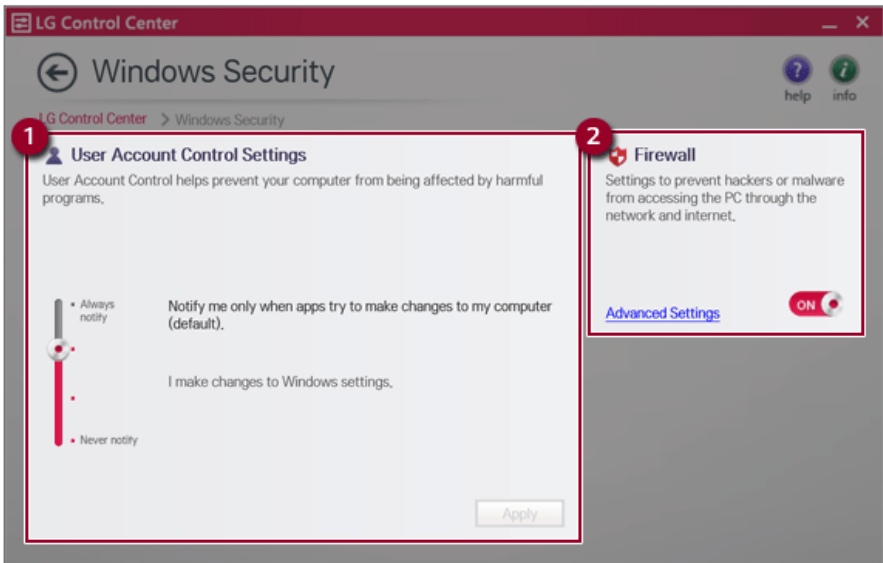 LG Control Center
Windows Security
help info
LG Control Center > Windows Security
1
User Account Control Settings
User Account Control helps prevent your computer from being affected by harmful
programs.
Always
notify
Notify me only when apps try to make changes to my computer
(default).
I make changes to Windows settings.
Never notify
Apply
2
Firewall
Settings to prevent hackers or malware
from accessing the PC through the
network and internet.
Advanced Settings
ON